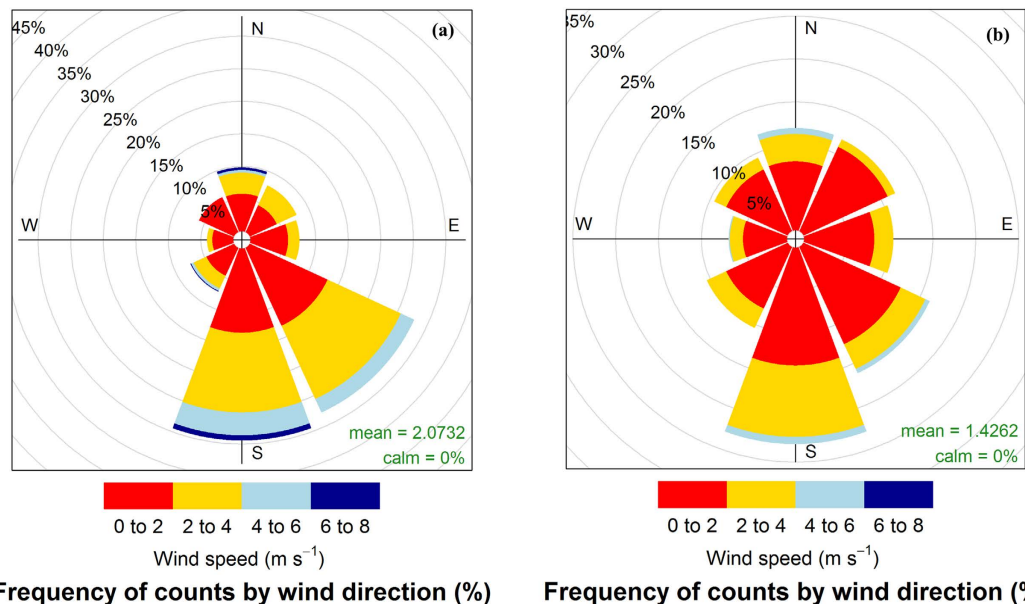 (a)
N
45%
40%
35%
30%
25%
20%
15%
10%
5%
W
E
S
mean = 2.0732
calm = 0%
0 to 2 2 to 4 4 to 6 6 to 8
Wind speed (m s⁻¹)
Frequency of counts by wind direction (%)
(b)
N
35%
30%
25%
20%
15%
10%
5%
W
E
S
mean = 1.4262
calm = 0%
0 to 2 2 to 4 4 to 6 6 to 8
Wind speed (m s⁻¹)
Frequency of counts by wind direction (%